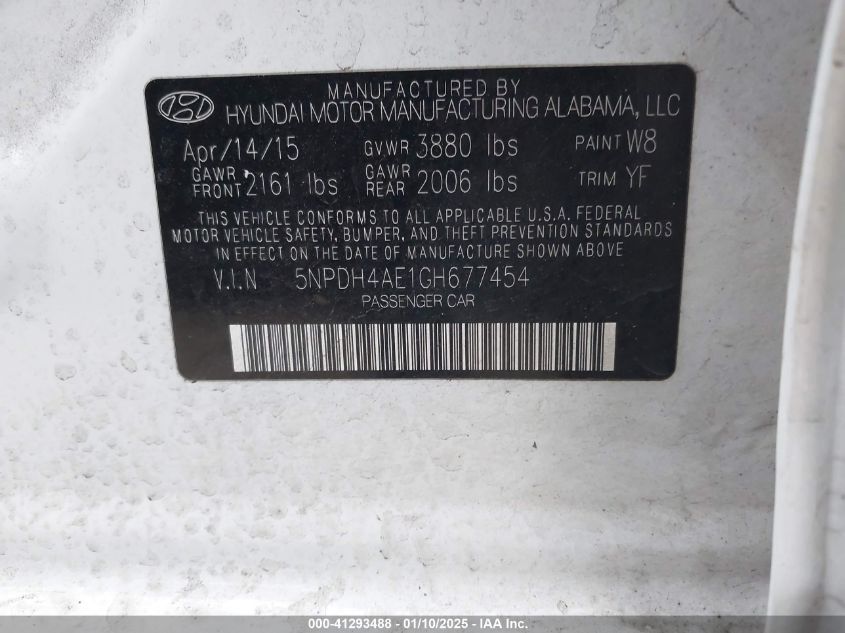 MANUFACTURED BY
HYUNDAI MOTOR MANUFACTURING ALABAMA, LLC
Apr/14/15 GVWR 3880 lbs PAINT W8
GAWR FRONT 2161 lbs GAWR REAR 2006 lbs TRIM YF
THIS VEHICLE CONFORMS TO ALL APPLICABLE U.S.A. FEDERAL
MOTOR VEHICLE SAFETY, BUMPER, AND THEFT PREVENTION STANDARDS
IN EFFECT ON THE DATE OF MANUFACTURE SHOWN ABOVE
V.I.N 5NPDH4AE1GH677454
PASSENGER CAR
000-41293488 - 01/10/2025 - IAA Inc.